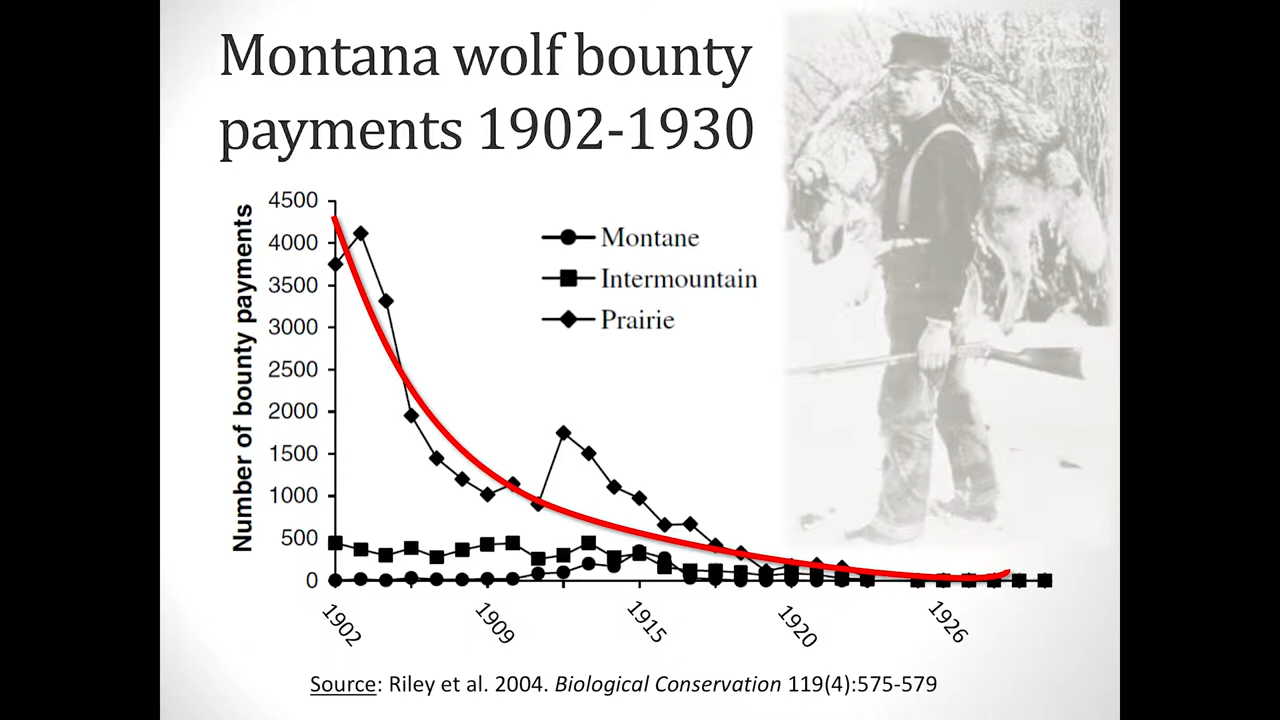 Montana wolf bounty
payments 1902-1930
Number of bounty payments
4500
4000
3500
3000
2500
2000
1500
1000
500
0
Montane
Intermountain
Prairie
1902
1909
1915
1920
1926
Source: Riley et al. 2004. Biological Conservation 119(4):575-579